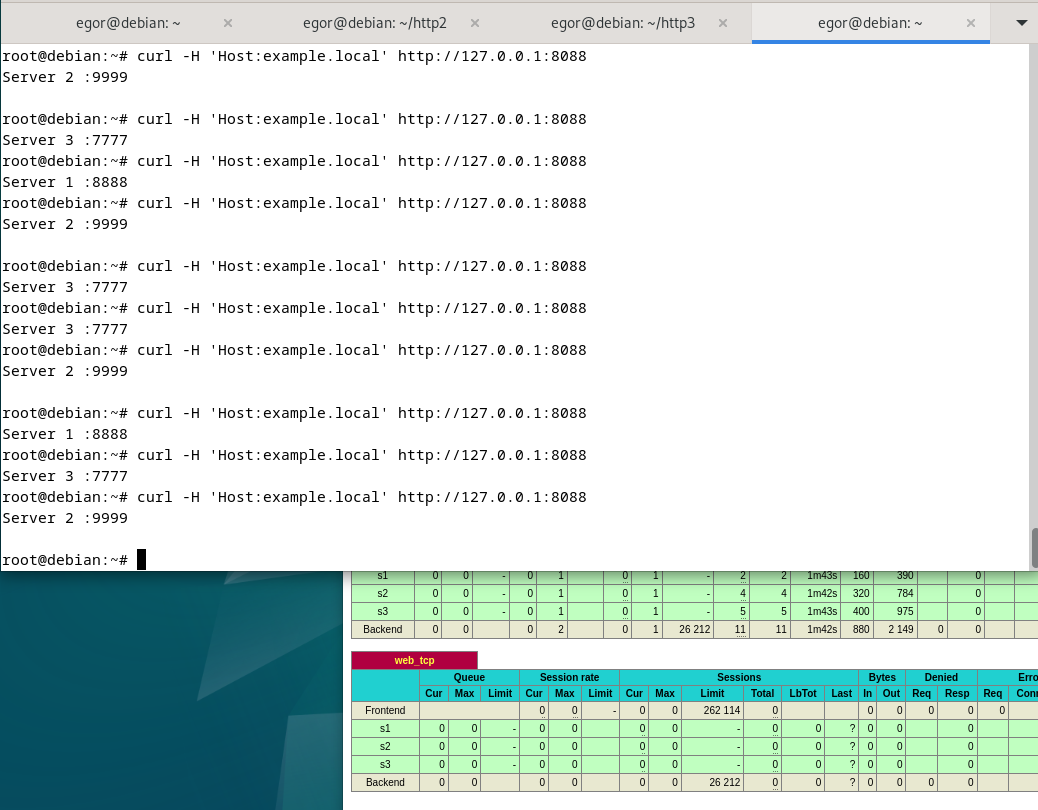 egor@debian: ~ × egor@debian: ~/http2 × egor@debian: ~/http3 × egor@debian: ~ ×
root@debian:~# curl -H 'Host:example.local' http://127.0.0.1:8088
Server 2 :9999
root@debian:~# curl -H 'Host:example.local' http://127.0.0.1:8088
Server 3 :7777
root@debian:~# curl -H 'Host:example.local' http://127.0.0.1:8088
Server 1 :8888
root@debian:~# curl -H 'Host:example.local' http://127.0.0.1:8088
Server 2 :9999
root@debian:~# curl -H 'Host:example.local' http://127.0.0.1:8088
Server 3 :7777
root@debian:~# curl -H 'Host:example.local' http://127.0.0.1:8088
Server 3 :7777
root@debian:~# curl -H 'Host:example.local' http://127.0.0.1:8088
Server 2 :9999
root@debian:~# curl -H 'Host:example.local' http://127.0.0.1:8088
Server 1 :8888
root@debian:~# curl -H 'Host:example.local' http://127.0.0.1:8088
Server 3 :7777
root@debian:~# curl -H 'Host:example.local' http://127.0.0.1:8088
Server 2 :9999
root@debian:~#
s1 0 0 - 0 1 0 1 - 2 2 1m43s 160 390 0
s2 0 0 - 0 1 0 1 - 4 4 1m42s 320 784 0
s3 0 0 - 0 1 0 1 - 5 5 1m43s 400 975 0
Backend 0 0 0 2 0 1 26 212 11 11 1m42s 880 2 149 0 0
web_tcp
Queue Session rate Sessions Bytes Denied Erro
Cur Max Limit Cur Max Limit Cur Max Limit Total LbTot Last In Out Req Resp Req Conn
Frontend 0 0 - 0 0 262 114 0 0 0 0 0 0
s1 0 0 - 0 0 0 0 - 0 0 ? 0 0 0
s2 0 0 - 0 0 0 0 - 0 0 ? 0 0 0
s3 0 0 - 0 0 0 0 - 0 0 ? 0 0 0
Backend 0 0 0 0 0 0 26 212 0 0 ? 0 0 0 0